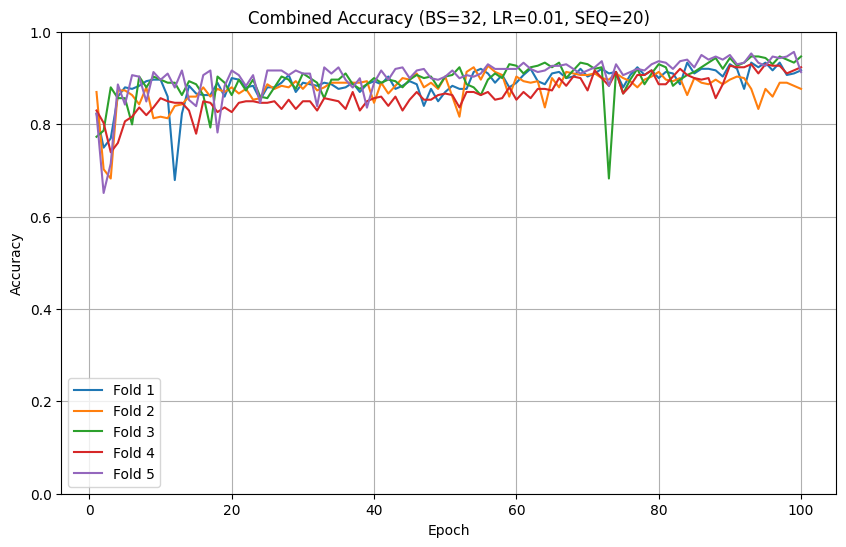 Combined Accuracy (BS=32, LR=0.01, SEQ=20)
1.0
0.8
0.6
0.4
0.2
0.0
Accuracy
Fold 1
Fold 2
Fold 3
Fold 4
Fold 5
0 20 40 60 80 100
Epoch